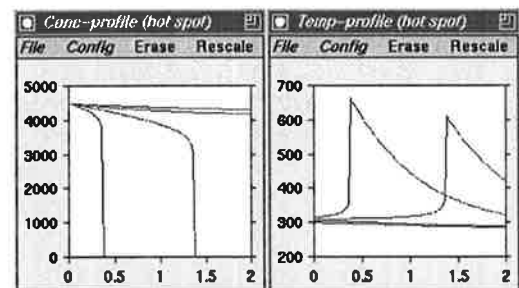 Conc-profile (hot spot)
File Config Erase Rescale
5000
4000
3000
2000
1000
0
0 0.5 1 1.5 2
Temp-profile (hot spot)
File Config Erase Rescale
700
600
500
400
300
200
0 0.5 1 1.5 2